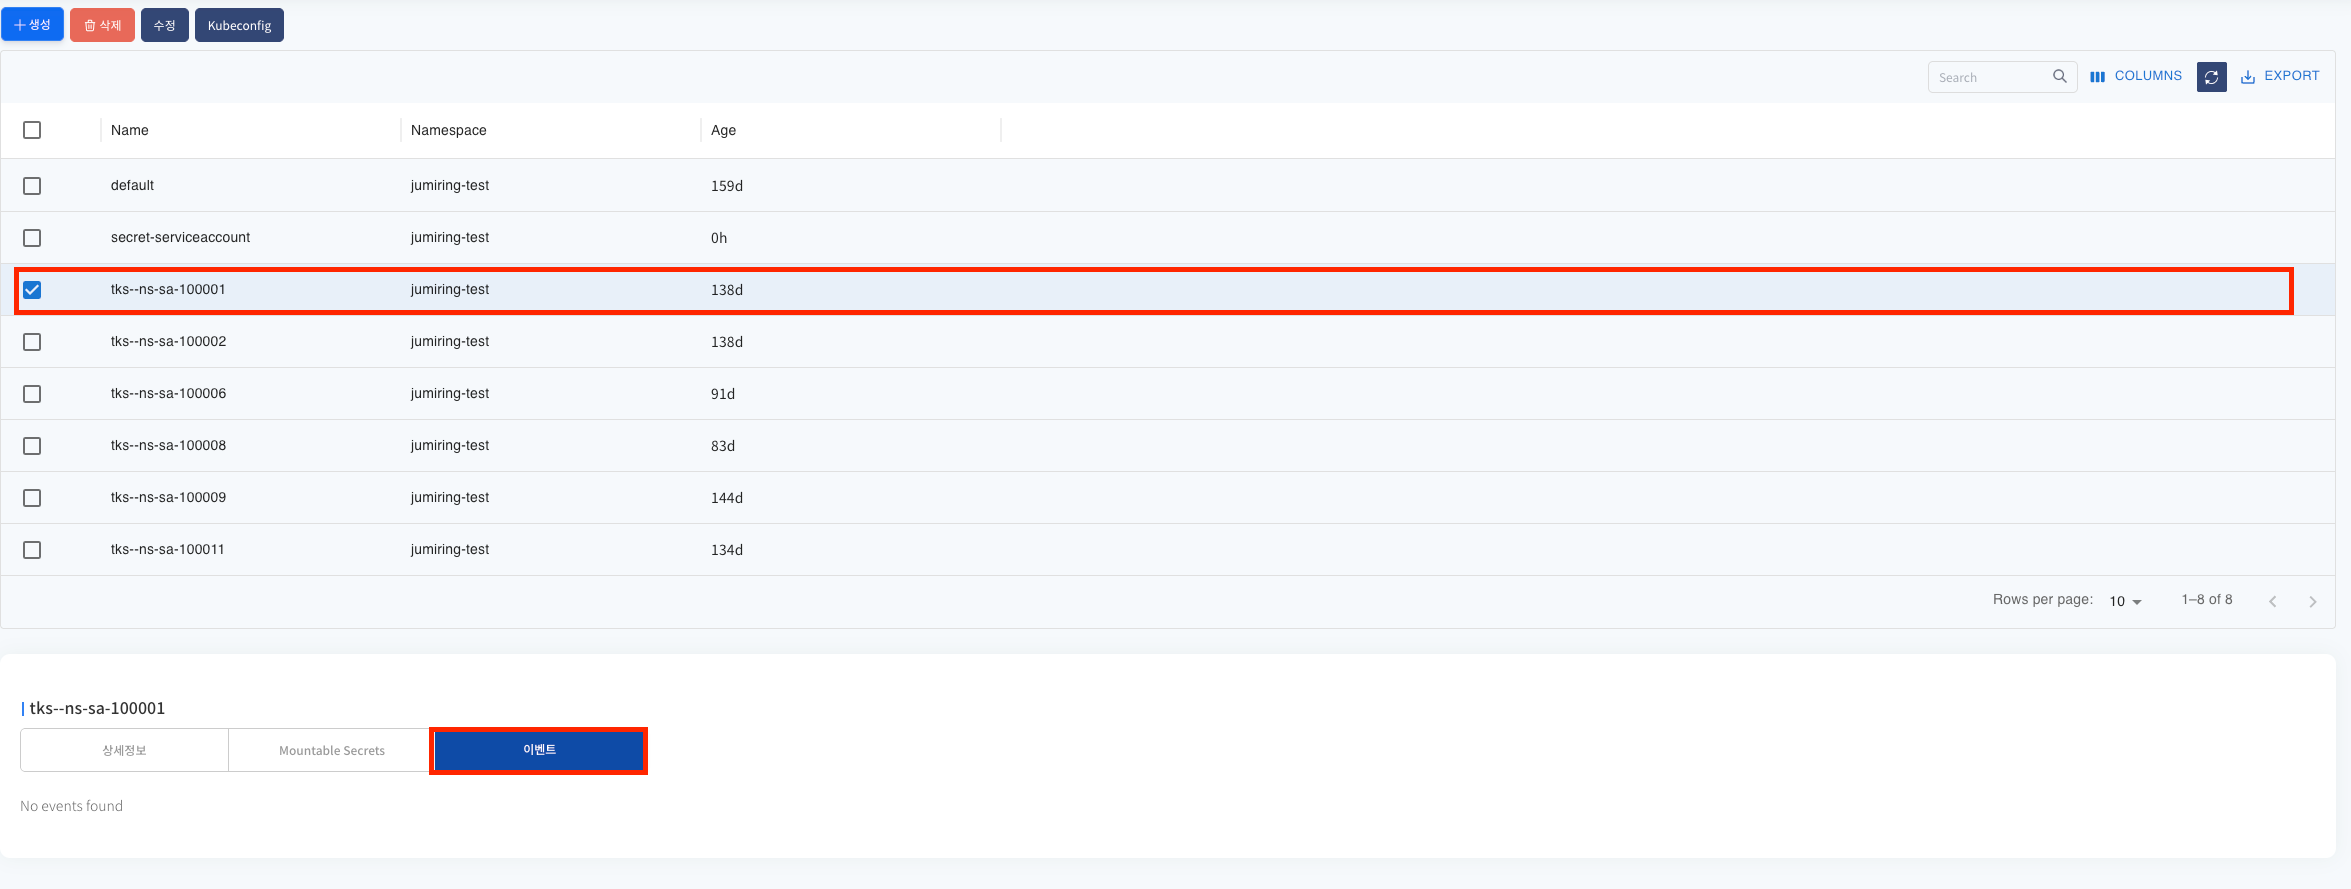 생성 삭제 수정 Kubeconfig
Search COLUMNS EXPORT
Name Namespace Age
default jumiring-test 159d
secret-serviceaccount jumiring-test 0h
tks--ns-sa-100001 jumiring-test 138d
tks--ns-sa-100002 jumiring-test 138d
tks--ns-sa-100006 jumiring-test 91d
tks--ns-sa-100008 jumiring-test 83d
tks--ns-sa-100009 jumiring-test 144d
tks--ns-sa-100011 jumiring-test 134d
Rows per page: 10 1–8 of 8
tks--ns-sa-100001
상세정보 Mountable Secrets 이벤트
No events found